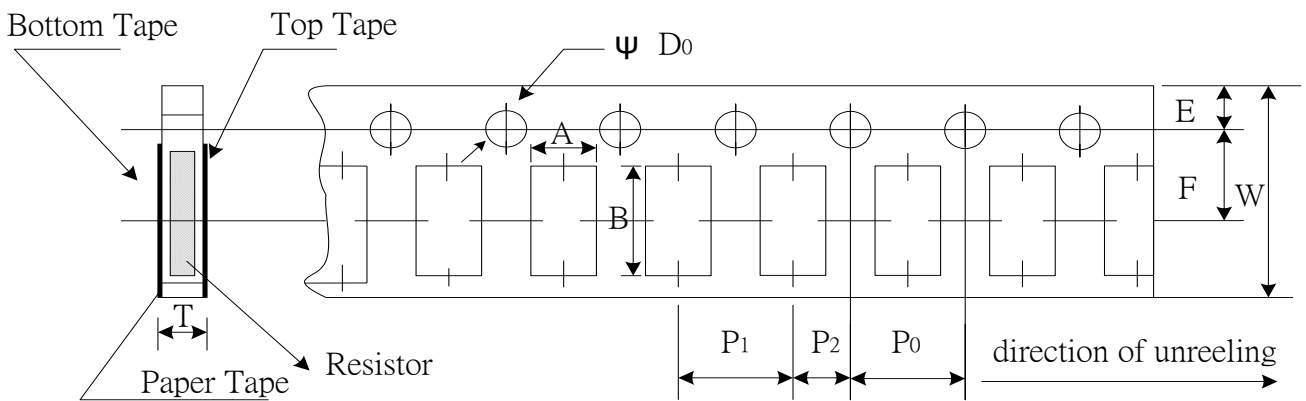 Bottom Tape
Top Tape
Ψ D0
A
E
B
F
W
T
P1
P2
P0
Resistor
direction of unreeling
Paper Tape